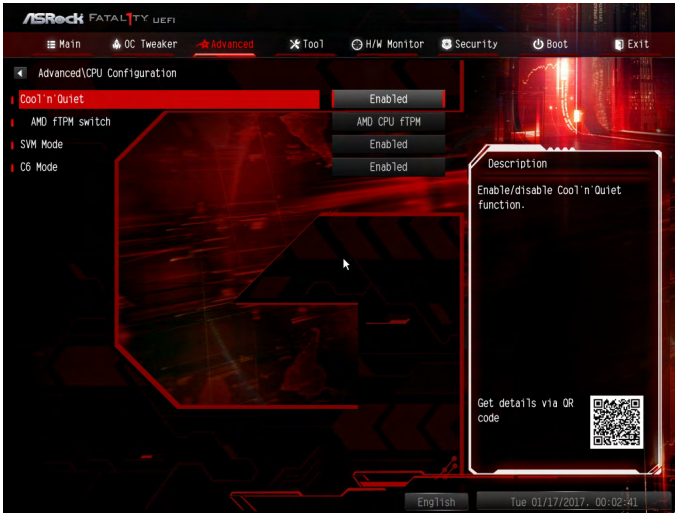 ASRock FATAL1TY UEFI
Main OC Tweaker Advanced Tool H/W Monitor Security Boot Exit
Advanced\CPU Configuration
Cool'n'Quiet Enabled
AMD fTPM switch AMD CPU fTPM
SVM Mode Enabled
C6 Mode Enabled
Description
Enable/disable Cool'n'Quiet
function.
Get details via QR
code
English Tue 01/17/2017. 00:02:41